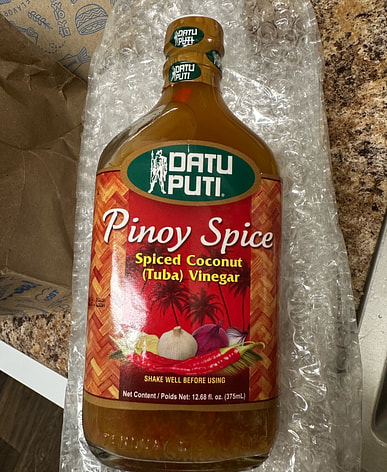 DATU
PUTI
DATU
PUTI
DATU
PUTI
Pinoy Spice
Spiced Coconut
(Tuba) Vinegar
SHAKE WELL BEFORE USING
Net Content / Poids Net: 12.68 fl. oz. (375mL)